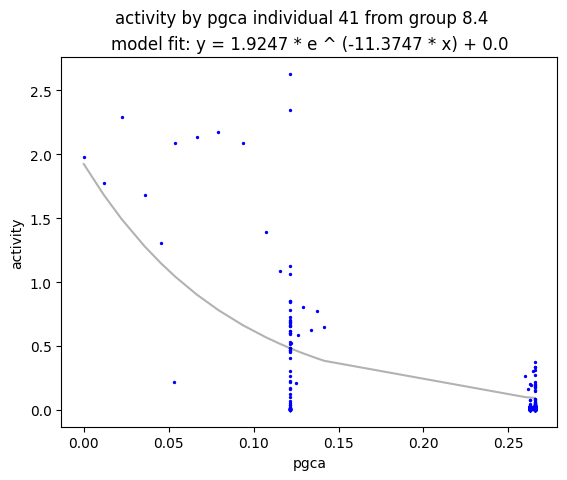 activity by pgca individual 41 from group 8.4
model fit: y = 1.9247 * e ^ (-11.3747 * x) + 0.0
activity
2.5
2.0
1.5
1.0
0.5
0.0
0.00 0.05 0.10 0.15 0.20 0.25
pgca